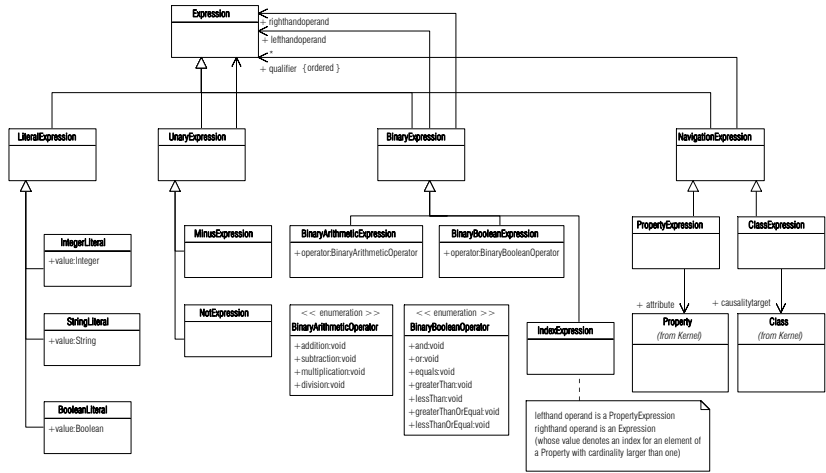 Expression
+ righthandoperand
+ lefthandoperand
*
+ qualifier {ordered }
LiteralExpression
UnaryExpression
BinaryExpression
NavigationExpression
IntegerLiteral
+value:Integer
StringLiteral
+value:String
BooleanLiteral
+value:Boolean
MinusExpression
NotExpression
BinaryArithmeticExpression
+operator:BinaryArithmeticOperator
BinaryBooleanExpression
+operator:BinaryBooleanOperator
<< enumeration >>
BinaryArithmeticOperator
+addition:void
+subtraction:void
+multiplication:void
+division:void
<< enumeration >>
BinaryBooleanOperator
+and:void
+or:void
+equals:void
+greaterThan:void
+lessThan:void
+greaterThanOrEqual:void
+lessThanOrEqual:void
IndexExpression
lefthand operand is a PropertyExpression
righthand operand is an Expression
(whose value denotes an index for an element of
a Property with cardinality larger than one)
PropertyExpression
ClassExpression
+ attribute
+ causalitytarget
Property
(from Kernel)
Class
(from Kernel)